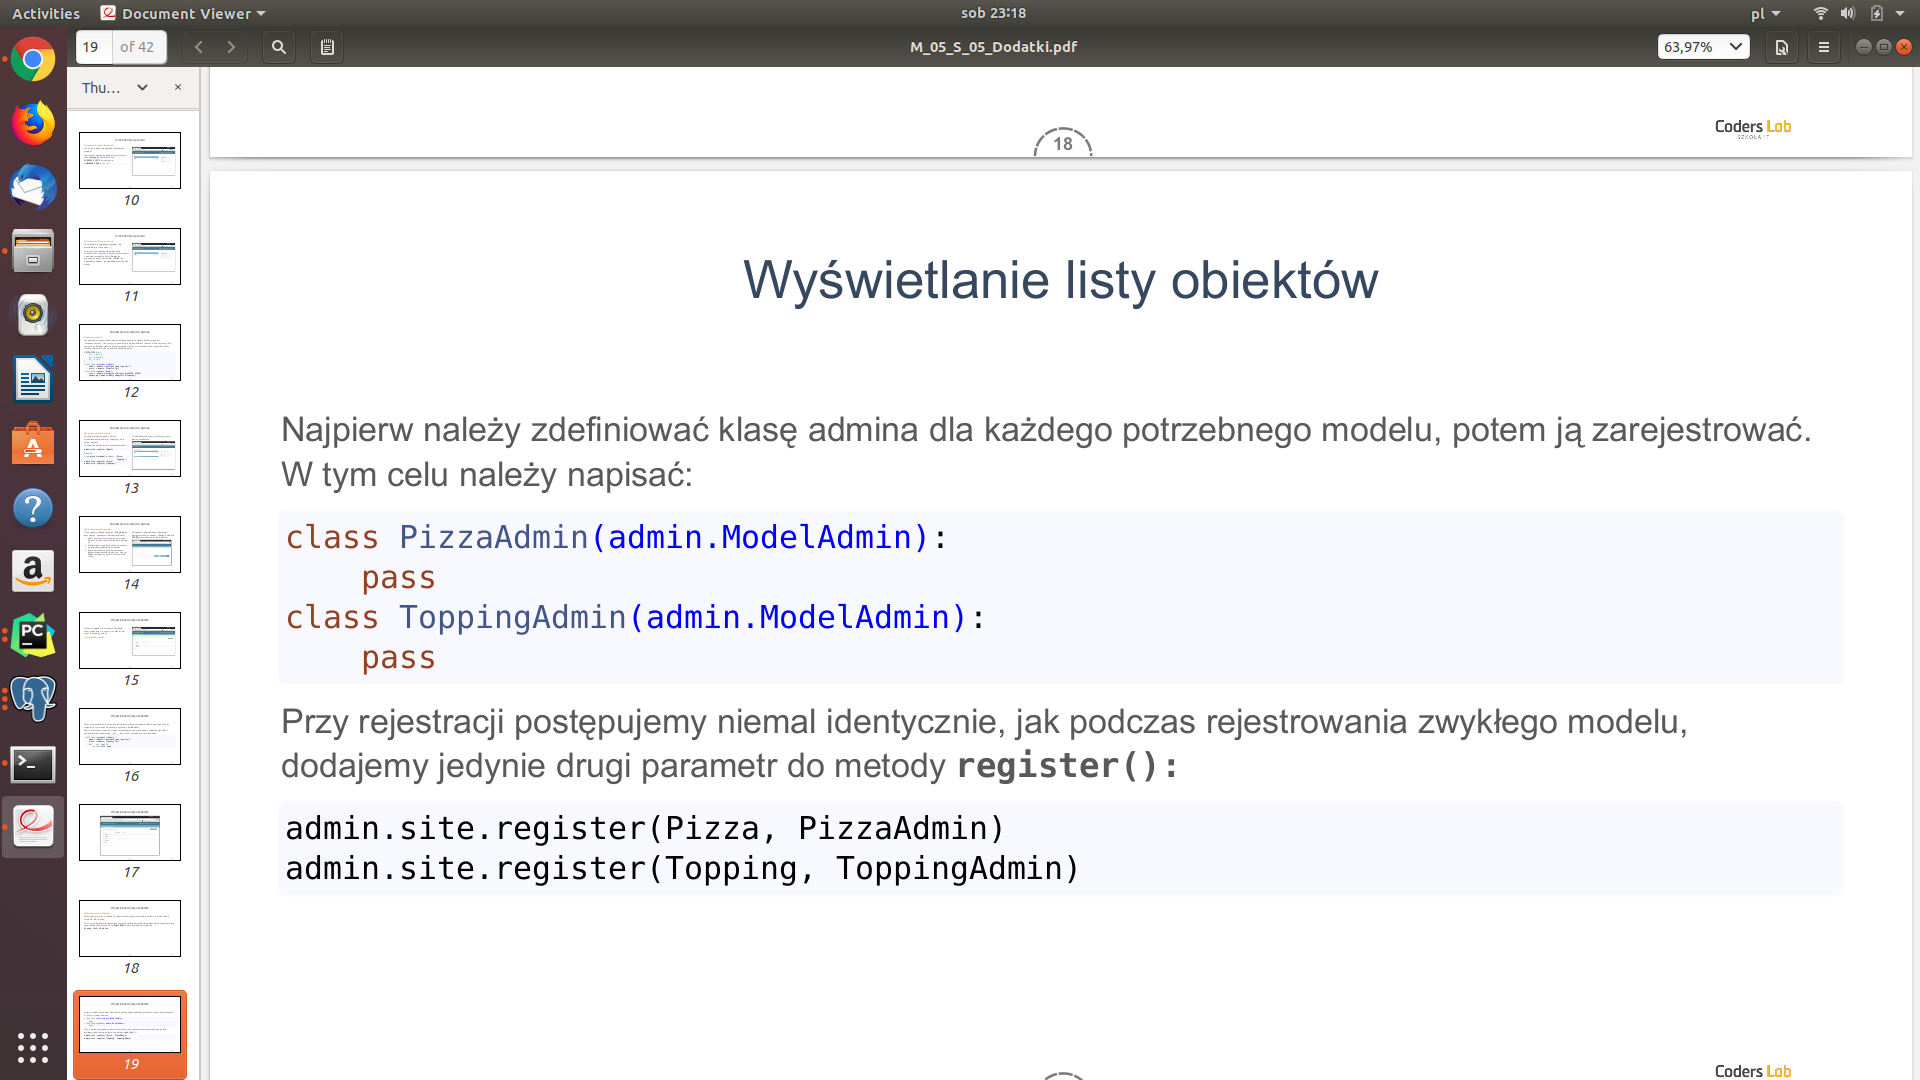 Activities
Document Viewer
sob 23:18
pl
19
of 42
M_05_S_05_Dodatki.pdf
63,97%
Thu...
10
11
12
13
14
15
16
17
18
19
18
Coders Lab
SZKOŁA IT
Wyświetlanie listy obiektów
Najpierw należy zdefiniować klasę admina dla każdego potrzebnego modelu, potem ją zarejestrować.
W tym celu należy napisać:
class PizzaAdmin(admin.ModelAdmin):
    pass
class ToppingAdmin(admin.ModelAdmin):
    pass
Przy rejestracji postępujemy niemal identycznie, jak podczas rejestrowania zwykłego modelu,
dodajemy jedynie drugi parametr do metody register():
admin.site.register(Pizza, PizzaAdmin)
admin.site.register(Topping, ToppingAdmin)
Coders Lab